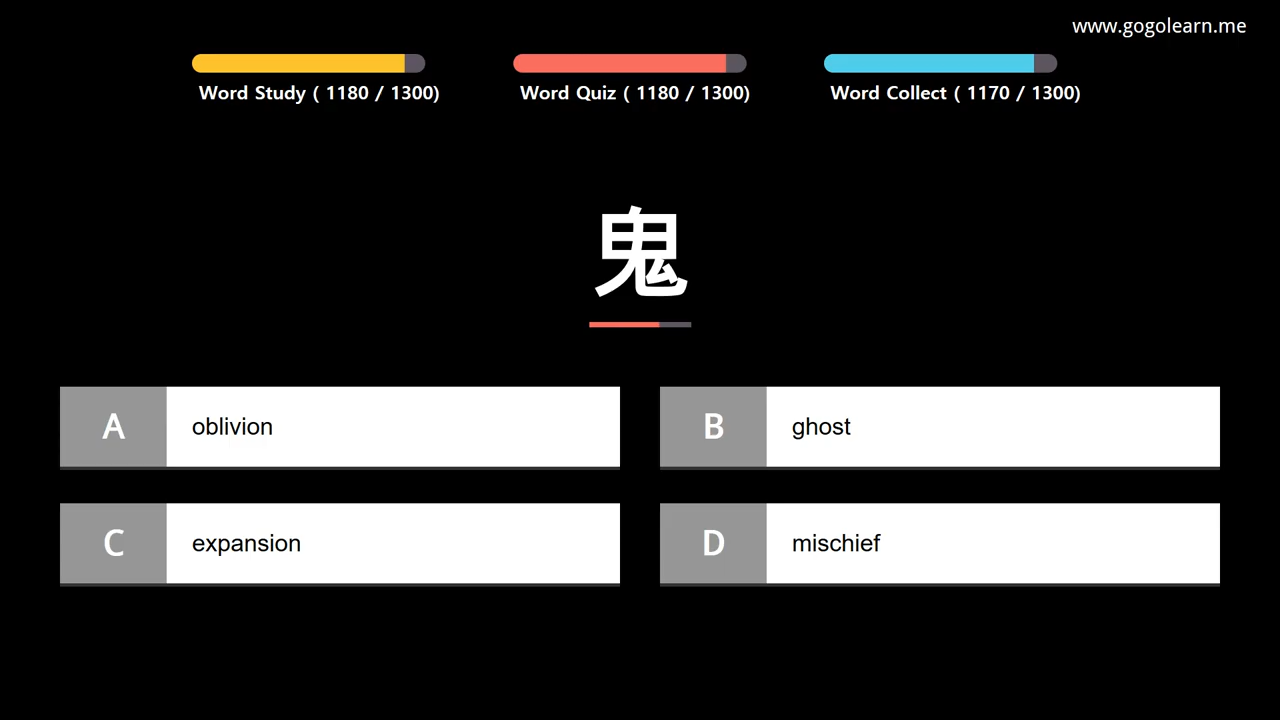 www.gogolearn.me
Word Study ( 1180 / 1300)
Word Quiz ( 1180 / 1300)
Word Collect ( 1170 / 1300)
鬼
A oblivion
B ghost
C expansion
D mischief